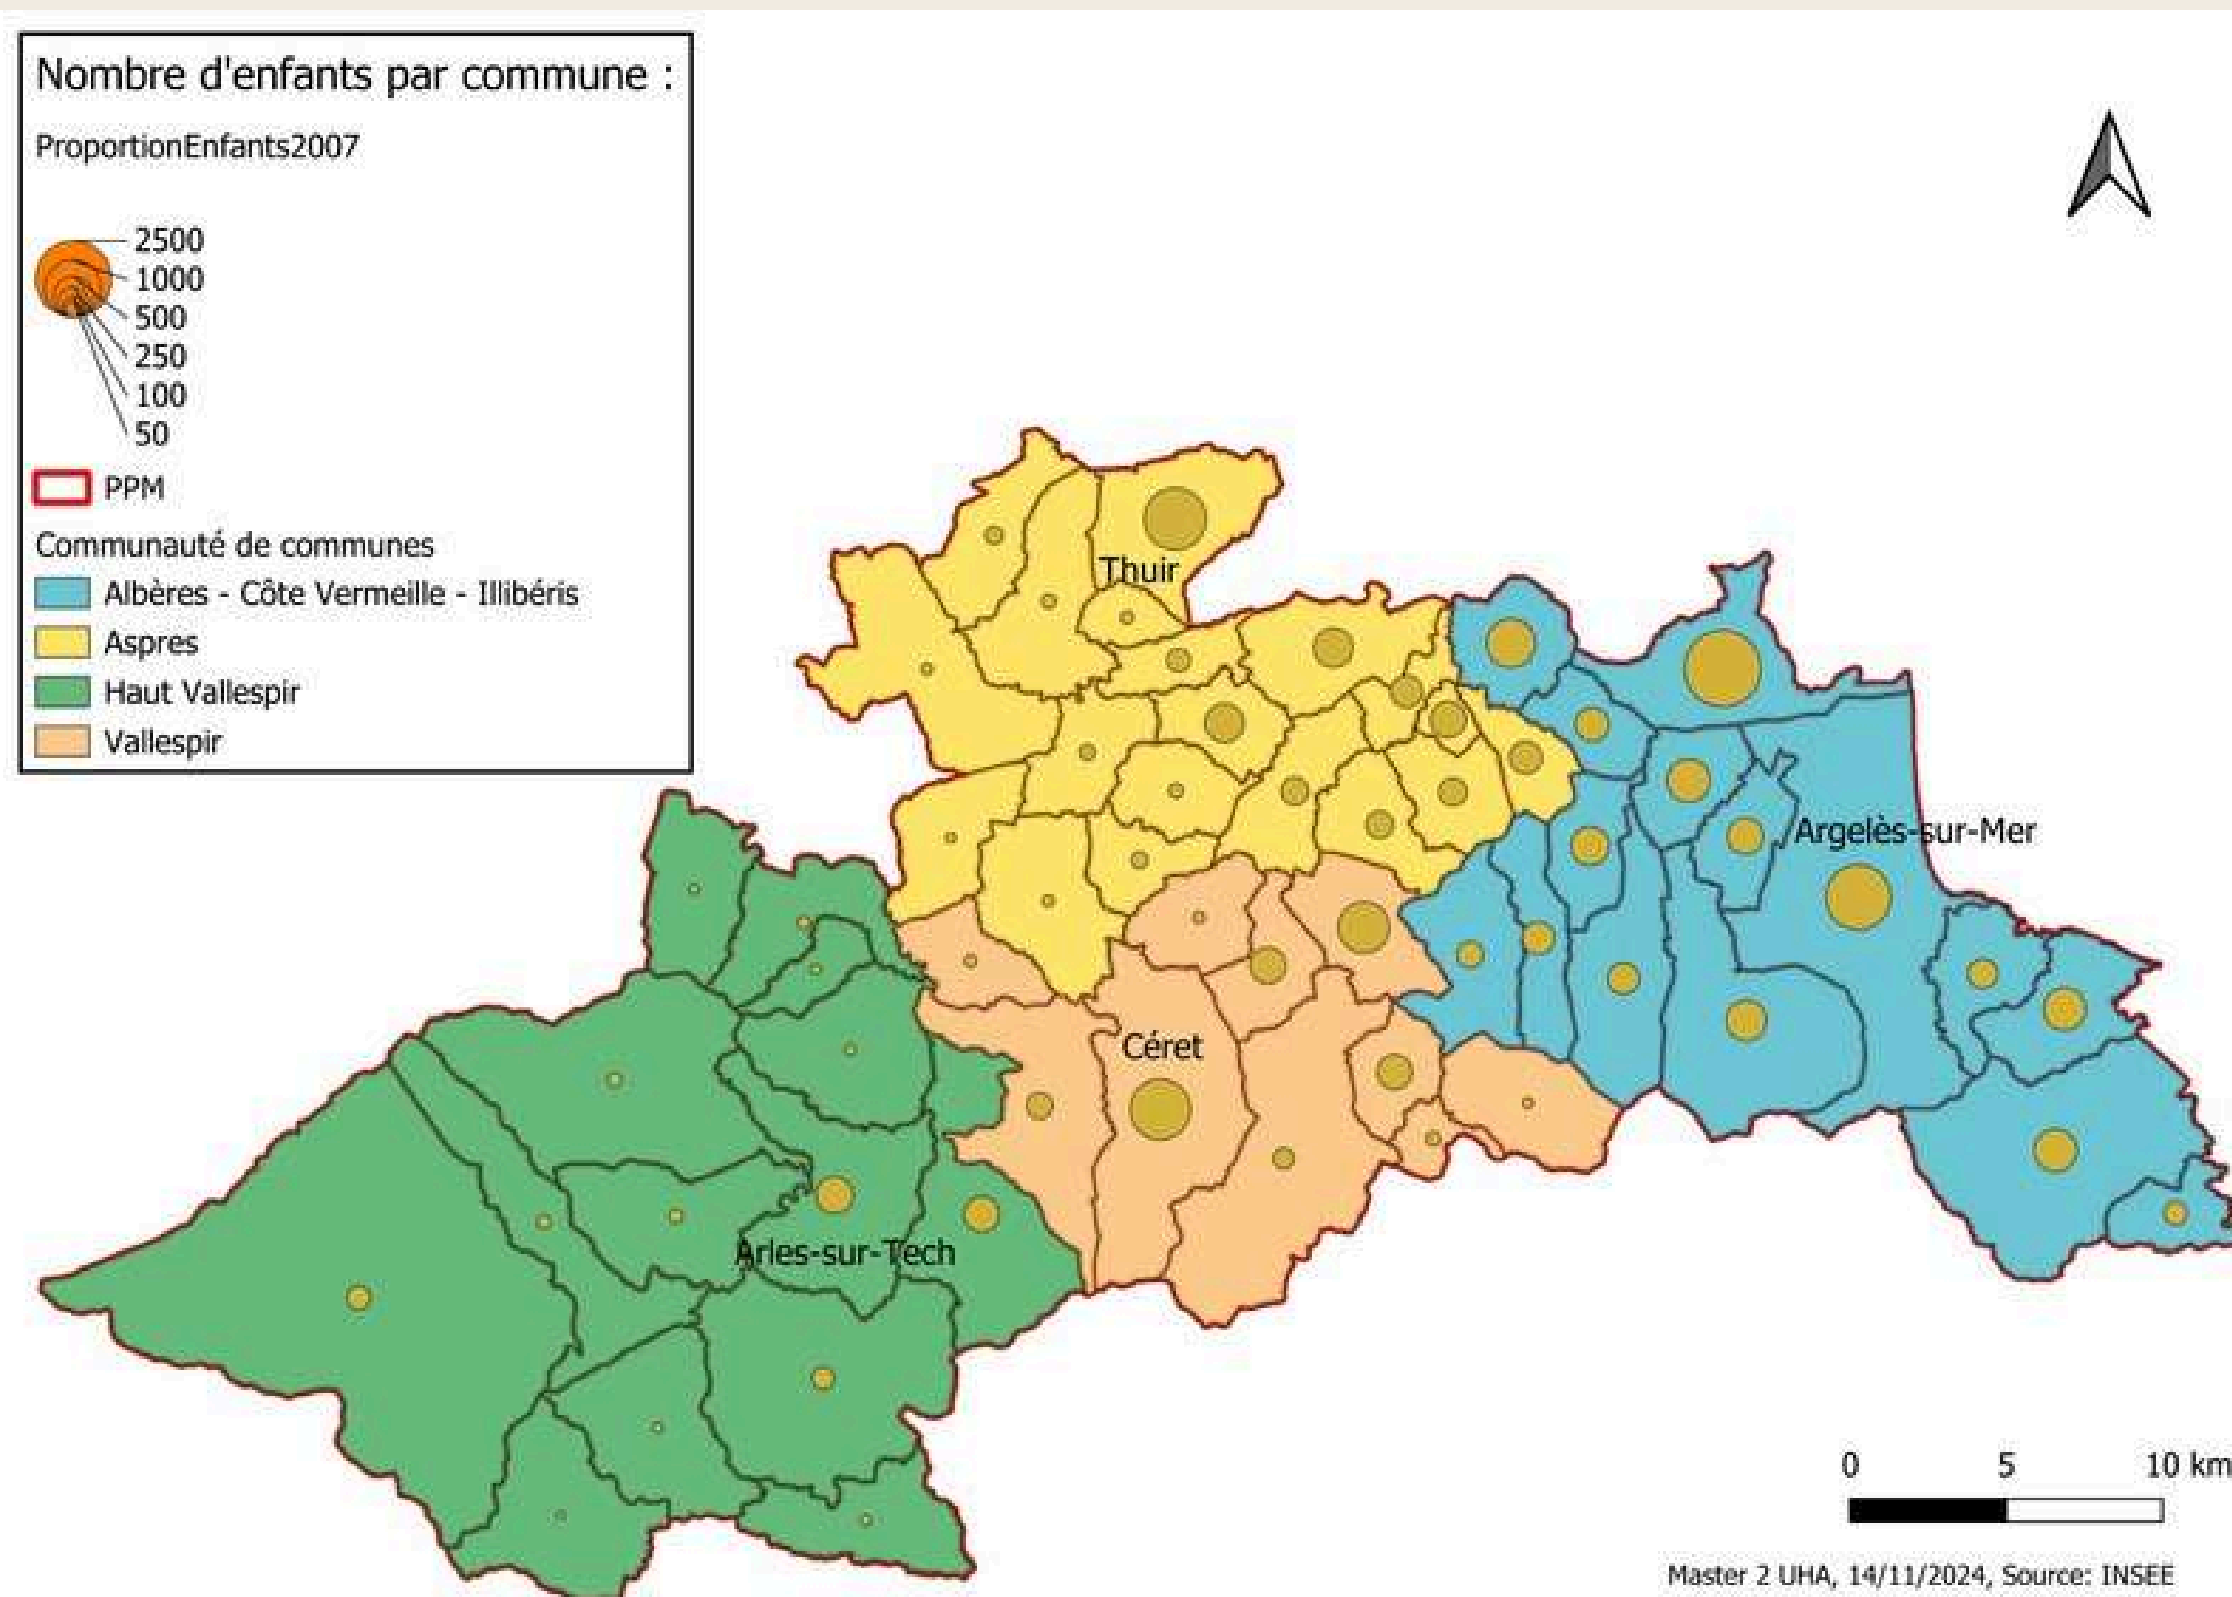 Nombre d'enfants par commune :
ProportionEnfants2007
2500
1000
500
250
100
50
PPM
Communauté de communes
Albères - Côte Vermeille - Illibéris
Aspres
Haut Vallespir
Vallespir
Thuir
Argelès-sur-Mer
Céret
Arles-sur-Tech
0 5 10 km
Master 2 UHA, 14/11/2024, Source: INSEE